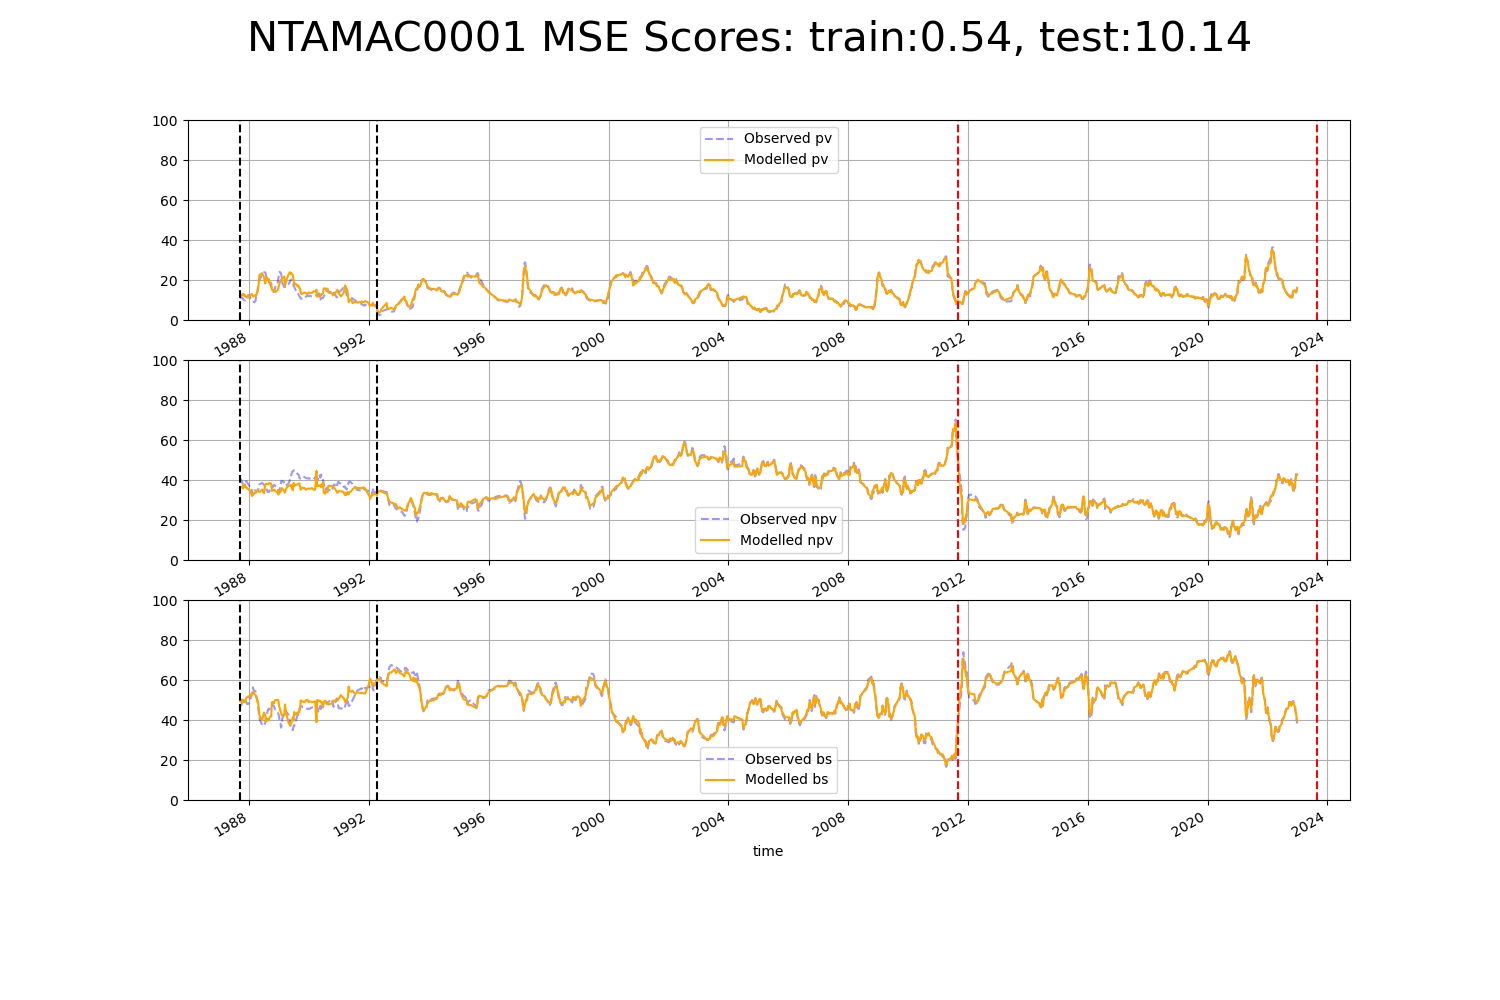 NTAMAC0001 MSE Scores: train:0.54, test:10.14
100
80
60
40
20
0
Observed pv
Modelled pv
1988 1992 1996 2000 2004 2008 2012 2016 2020 2024
100
80
60
40
20
0
Observed npv
Modelled npv
1988 1992 1996 2000 2004 2008 2012 2016 2020 2024
100
80
60
40
20
0
Observed bs
Modelled bs
1988 1992 1996 2000 2004 2008 2012 2016 2020 2024
time